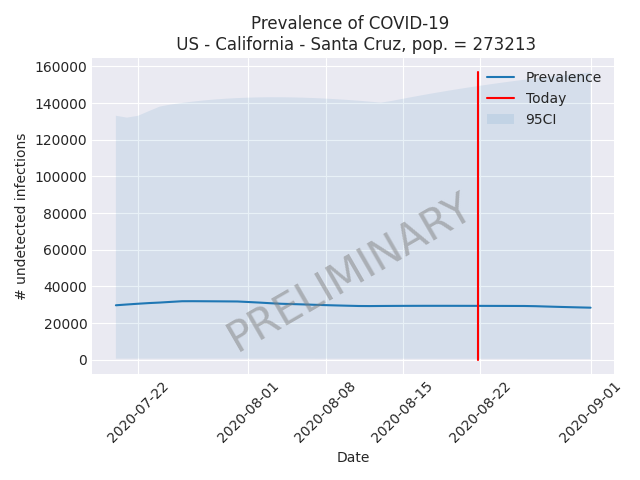 Prevalence of COVID-19
US - California - Santa Cruz, pop. = 273213
160000
140000
120000
100000
80000
60000
40000
20000
0
# undetected infections
Prevalence
Today
95CI
PRELIMINARY
2020-07-22
2020-08-01
2020-08-08
2020-08-15
2020-08-22
2020-09-01
Date